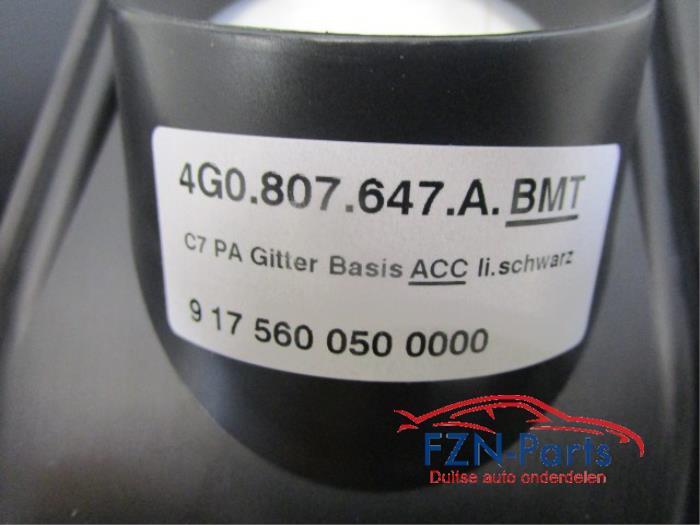 4G0.807.647.A.BMT
C7 PA Gitter Basis ACC li.schwarz
9 17 560 050 0000
FZN-Parts
Duitse auto onderdelen